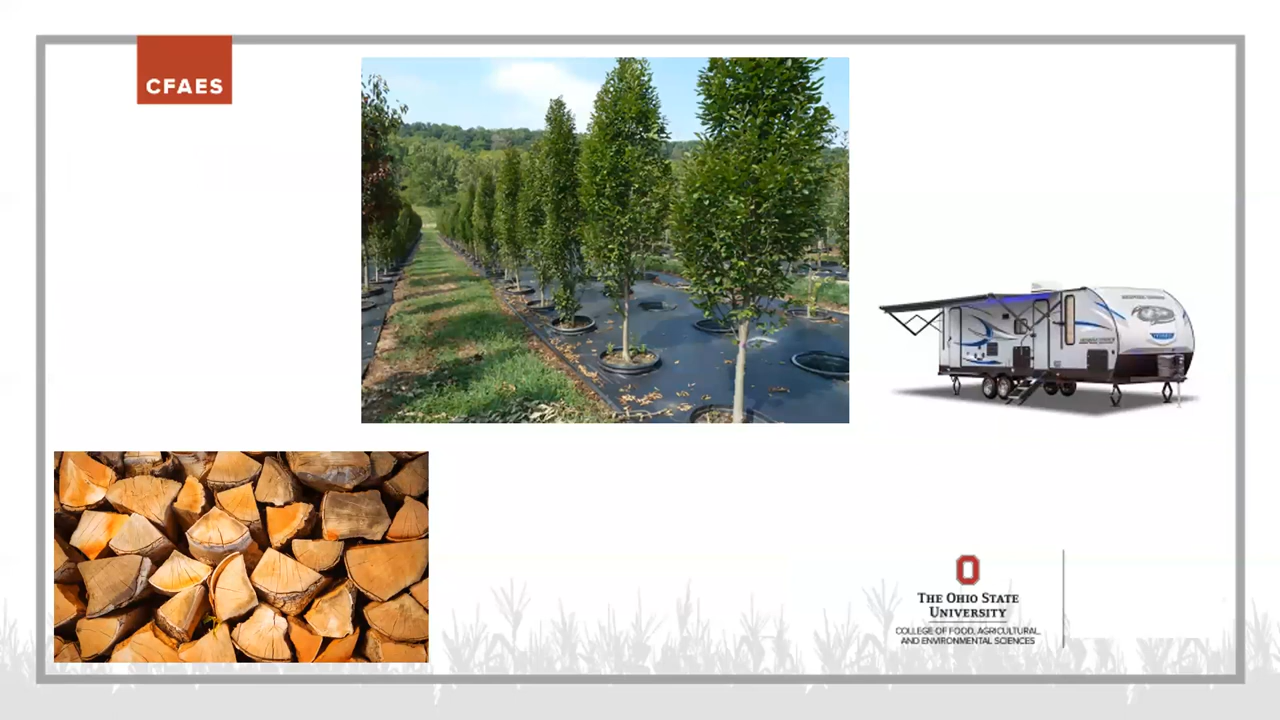 CFAES
THE OHIO STATE
UNIVERSITY
COLLEGE OF FOOD, AGRICULTURAL,
AND ENVIRONMENTAL SCIENCES